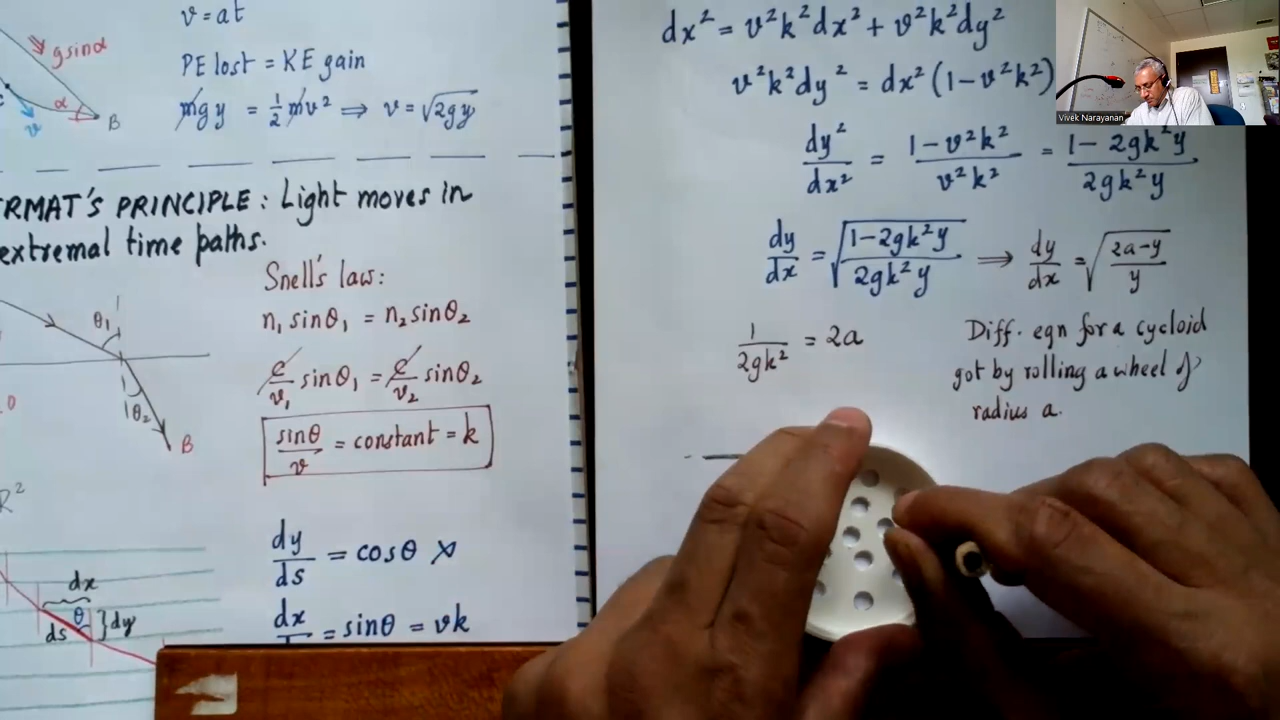 v = at
g sinα
PE lost = KE gain
mgy = 1/2 mv² ⟹ v = √2gy
α
v
B
RMAT'S PRINCIPLE: Light moves in
extremal time paths.
Snell's law:
θ₁
n₁ sinθ₁ = n₂ sinθ₂
c/v₁ sinθ₁ = c/v₂ sinθ₂
θ₂
B
sinθ/v = constant = k
R²
dy/ds = cosθ
dx
θ
ds
dy
dx
= sinθ = vk
dx² = v²k²dx² + v²k²dy²
v²k²dy² = dx²(1-v²k²)
dy²/dx² = 1-v²k²/v²k² = 1-2gk²y/2gk²y
dy/dx = √1-2gk²y/2gk²y ⟹ dy/dx = √2a-y/y
1/2gk² = 2a
Diff. eqn for a cycloid
got by rolling a wheel of
radius a.
Vivek Narayanan